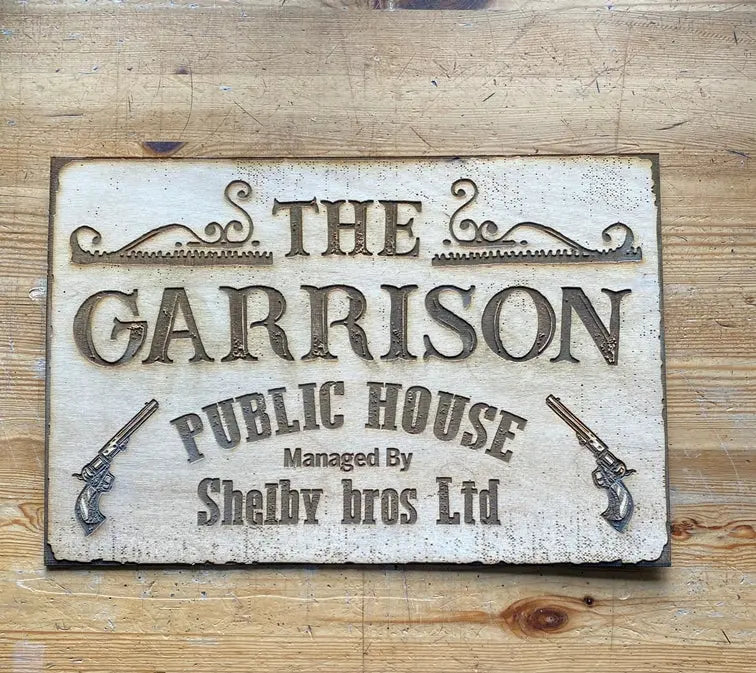 THE
GARRISON
PUBLIC HOUSE
Managed By
Shelby bros Ltd